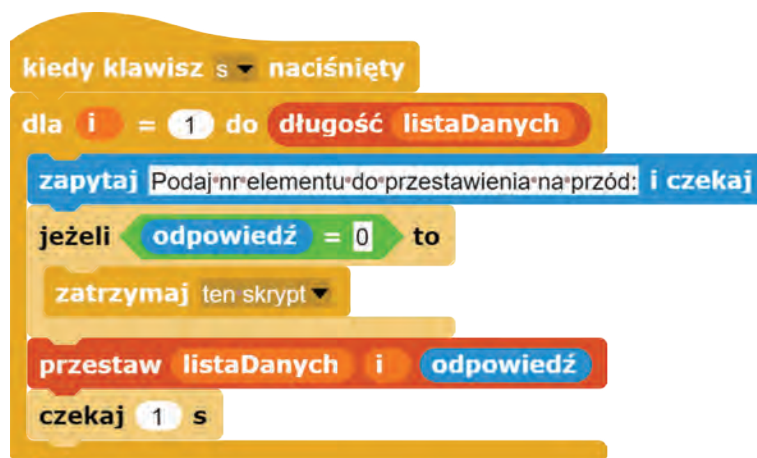 kiedy klawisz s naciśnięty
dla i = 1 do długość listaDanych
zapytaj Podaj·nr·elementu·do·przestawienia·na·przód: i czekaj
jeżeli odpowiedź = 0 to
zatrzymaj ten skrypt
przestaw listaDanych i odpowiedź
czekaj 1 s